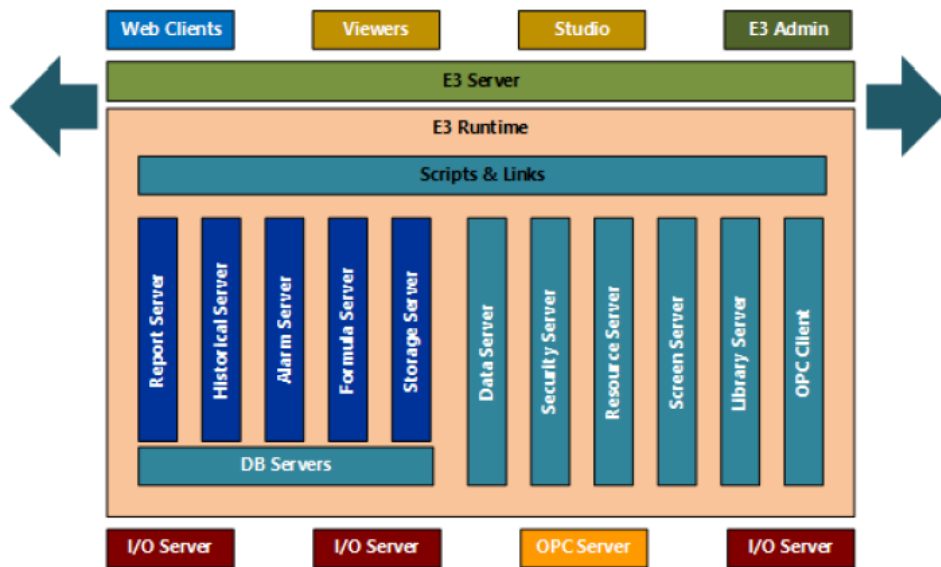 Web Clients
Viewers
Studio
E3 Admin
E3 Server
E3 Runtime
Scripts & Links
Report Server
Historical Server
Alarm Server
Formula Server
Storage Server
Data Server
Security Server
Resource Server
Screen Server
Library Server
OPC Client
DB Servers
I/O Server
I/O Server
OPC Server
I/O Server